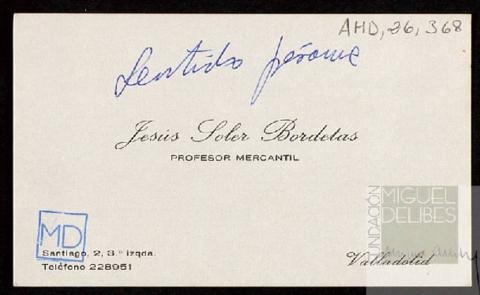 AHD, 26, 368
Sentido pésame
Jesús Soler Bordetas
PROFESOR MERCANTIL
FUNDACIÓN
MIGUEL
DELIBES
MD
Santiago, 2, 3.º izqda.
Teléfono 228951
Valladolid